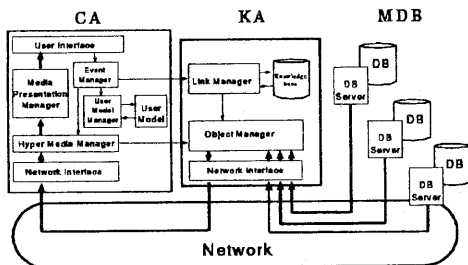 CA
KA
MDB
User Interface
Event
Manager
Media
Presentation
Manager
User
Model
Manager
User
Model
Hyper Media Manager
Network Interface
Link Manager
Knowledge
base
Object Manager
Network Interface
DB
DB
Server
DB
DB
Server
DB
DB
Server
Network